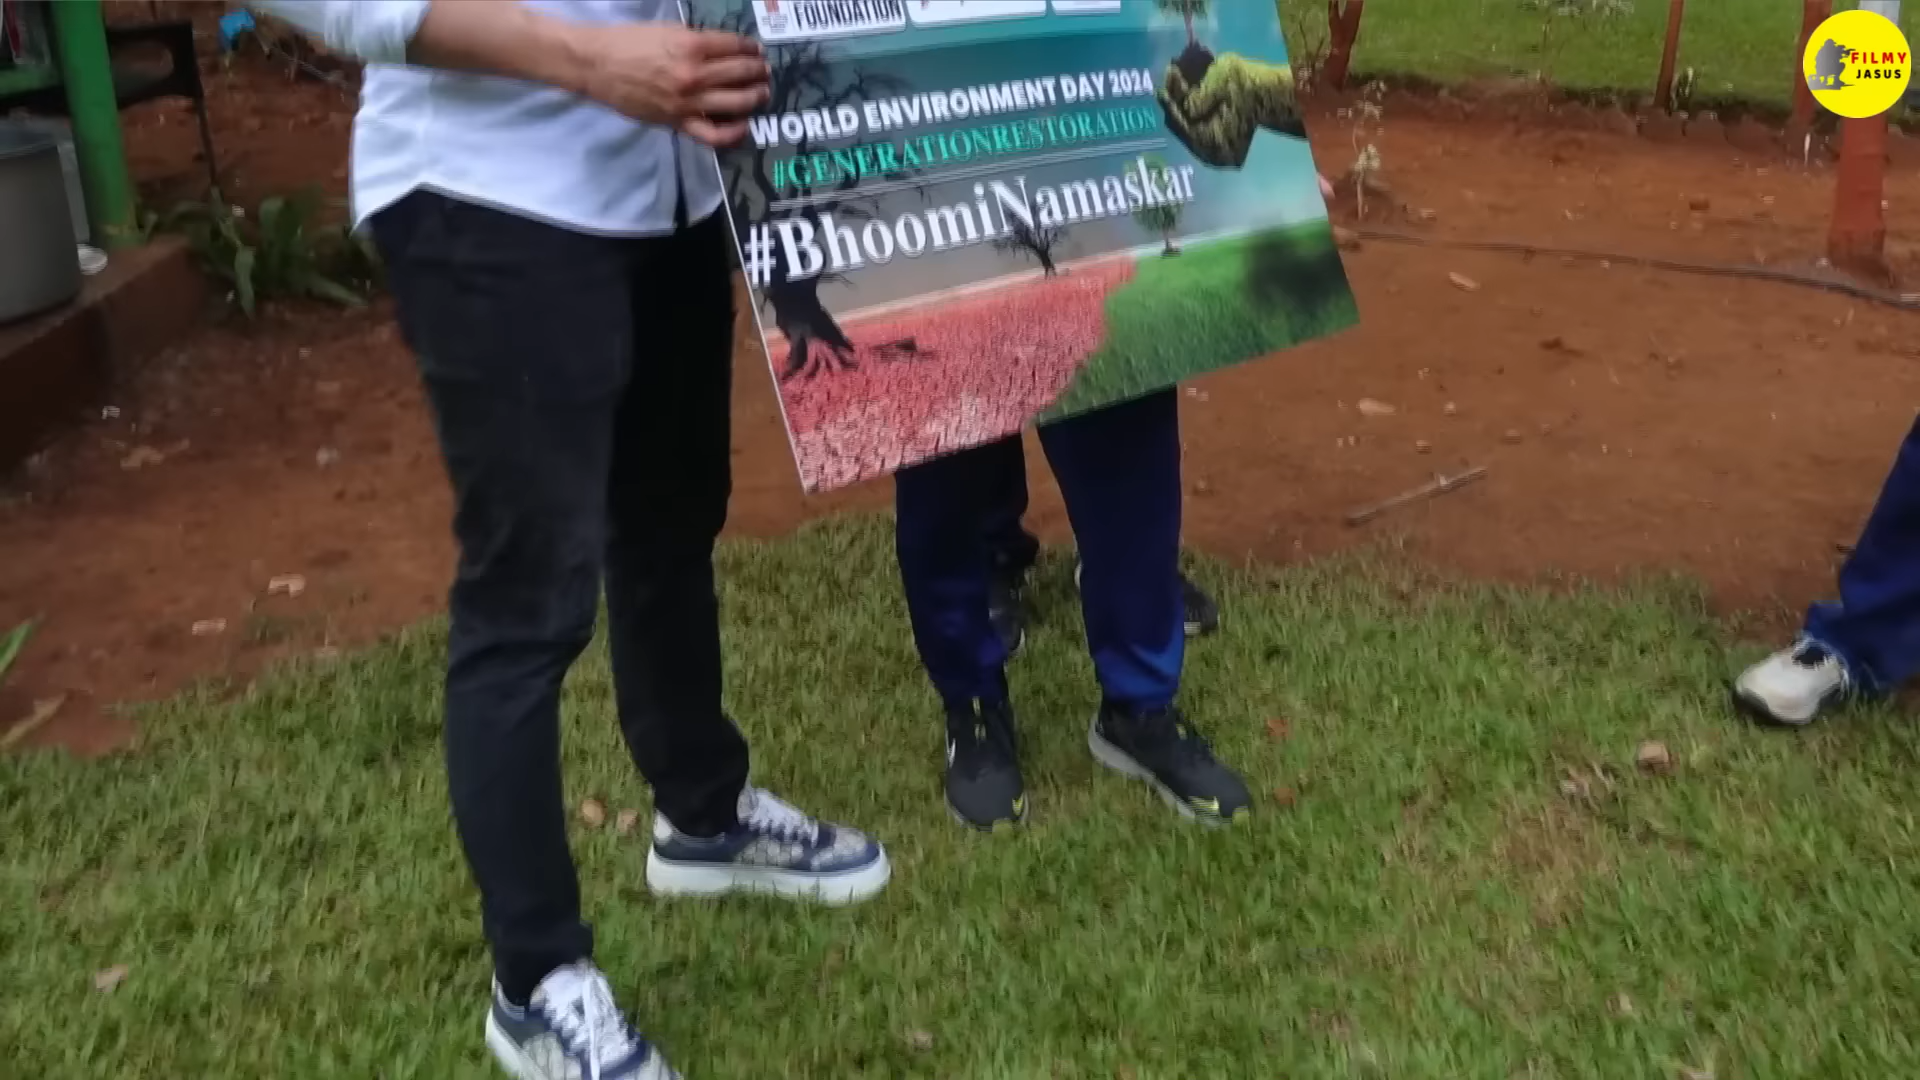 FOUNDATION
WORLD ENVIRONMENT DAY 2024
#GENERATIONRESTORATION
#BhoomiNamaskar
FILMY
JASUS